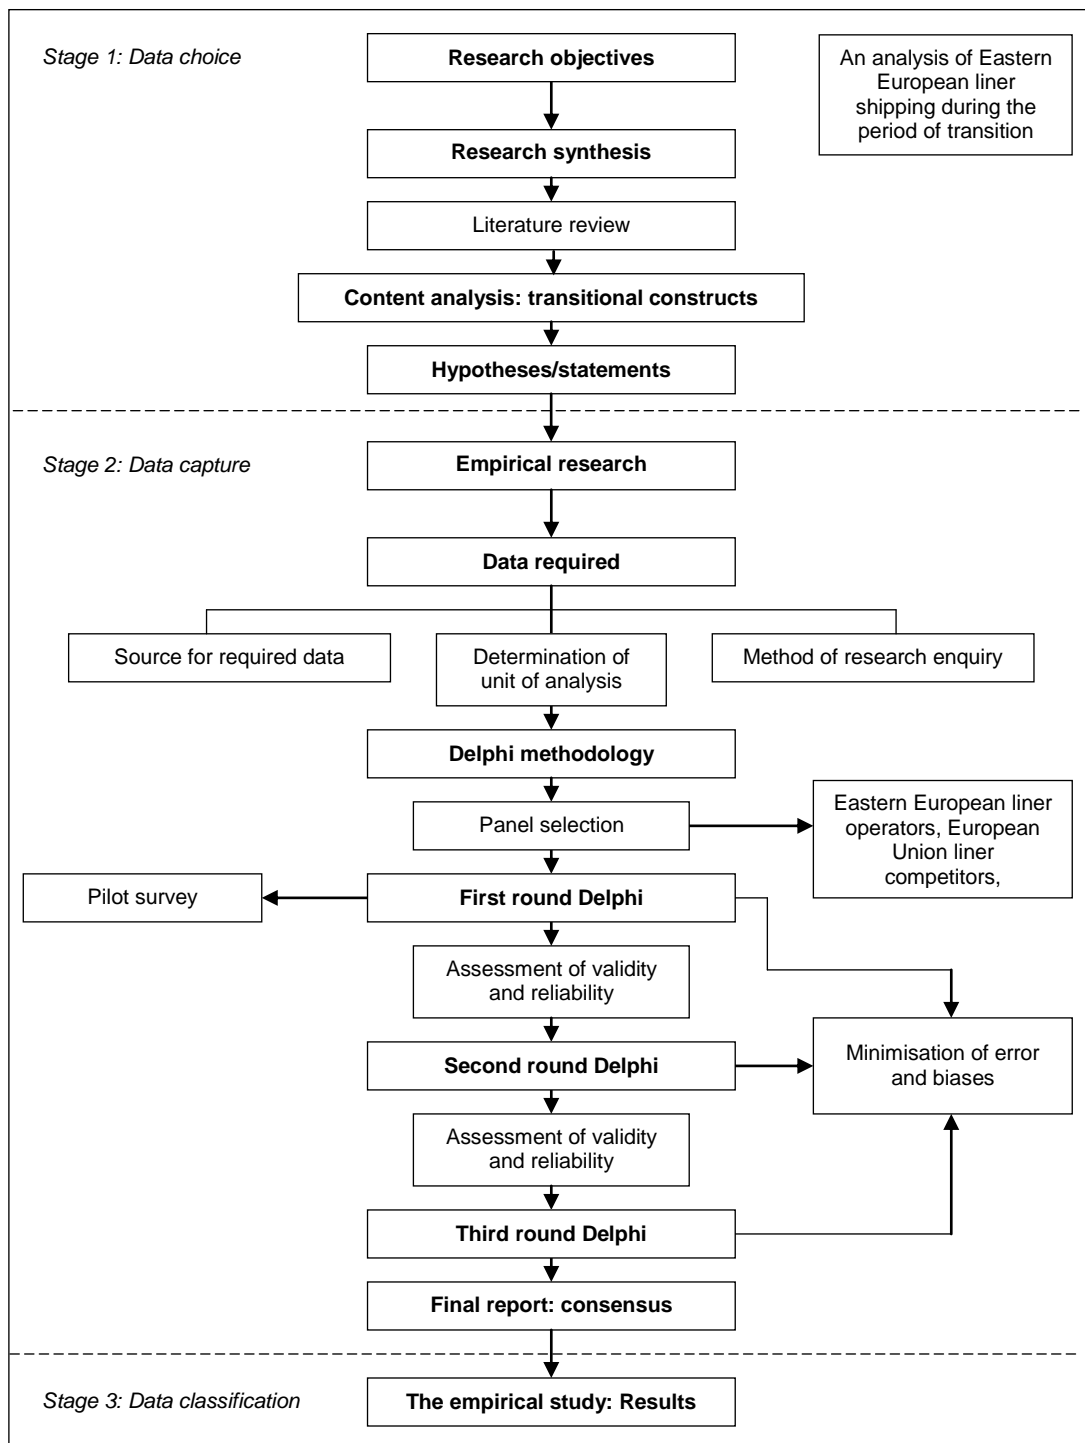 Stage 1: Data choice
Research objectives
An analysis of Eastern
European liner
shipping during the
period of transition
Research synthesis
Literature review
Content analysis: transitional constructs
Hypotheses/statements
Stage 2: Data capture
Empirical research
Data required
Source for required data
Determination of
unit of analysis
Method of research enquiry
Delphi methodology
Panel selection
Eastern European liner
operators, European
Union liner
competitors,
Pilot survey
First round Delphi
Assessment of validity
and reliability
Second round Delphi
Minimisation of error
and biases
Assessment of validity
and reliability
Third round Delphi
Final report: consensus
Stage 3: Data classification
The empirical study: Results